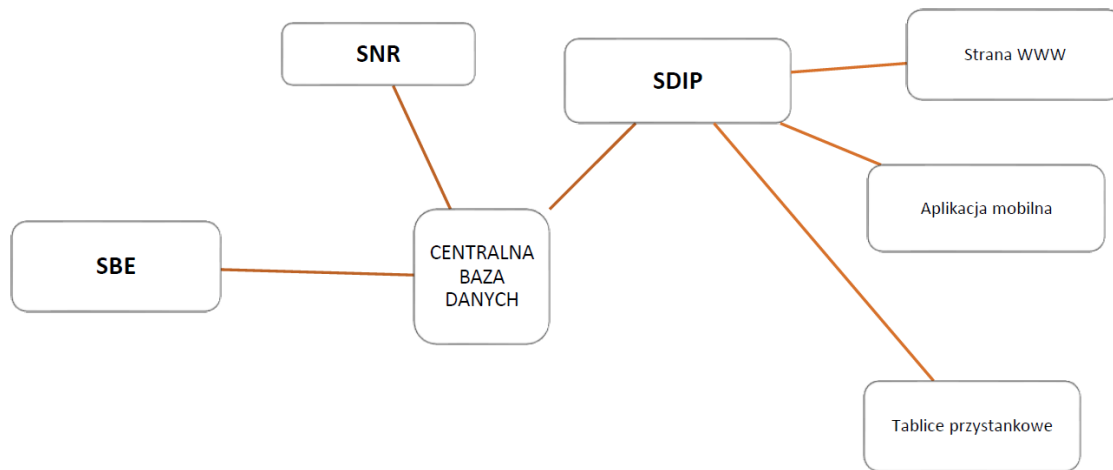 SNR
SDIP
Strana WWW
Aplikacja mobilna
SBE
CENTRALNA
BAZA
DANYCH
Tablice przystankowe